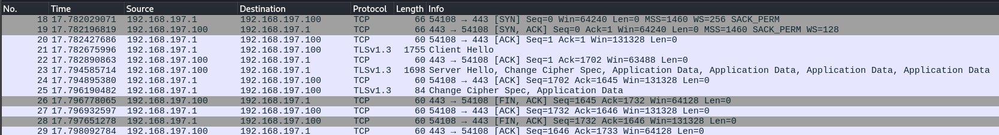 No. Time Source Destination Protocol Length Info
18 17.782029071 192.168.197.1 192.168.197.100 TCP 66 54108 → 443 [SYN] Seq=0 Win=64240 Len=0 MSS=1460 WS=256 SACK_PERM
19 17.782196819 192.168.197.100 192.168.197.1 TCP 66 443 → 54108 [SYN, ACK] Seq=0 Ack=1 Win=64240 Len=0 MSS=1460 SACK_PERM WS=128
20 17.782427686 192.168.197.1 192.168.197.100 TCP 60 54108 → 443 [ACK] Seq=1 Ack=1 Win=131328 Len=0
21 17.782675996 192.168.197.1 192.168.197.100 TLSv1.3 1755 Client Hello
22 17.782890863 192.168.197.100 192.168.197.1 TCP 60 443 → 54108 [ACK] Seq=1 Ack=1702 Win=63488 Len=0
23 17.794585714 192.168.197.100 192.168.197.1 TLSv1.3 1698 Server Hello, Change Cipher Spec, Application Data, Application Data, Application Data, Application Data
24 17.794895380 192.168.197.1 192.168.197.100 TCP 60 54108 → 443 [ACK] Seq=1702 Ack=1645 Win=131328 Len=0
25 17.796190482 192.168.197.1 192.168.197.100 TLSv1.3 84 Change Cipher Spec, Application Data
26 17.796778065 192.168.197.100 192.168.197.1 TCP 60 443 → 54108 [FIN, ACK] Seq=1645 Ack=1732 Win=64128 Len=0
27 17.796932597 192.168.197.1 192.168.197.100 TCP 60 54108 → 443 [ACK] Seq=1732 Ack=1646 Win=131328 Len=0
28 17.797651278 192.168.197.1 192.168.197.100 TCP 60 54108 → 443 [FIN, ACK] Seq=1732 Ack=1646 Win=131328 Len=0
29 17.798092784 192.168.197.100 192.168.197.1 TCP 60 443 → 54108 [ACK] Seq=1646 Ack=1733 Win=64128 Len=0